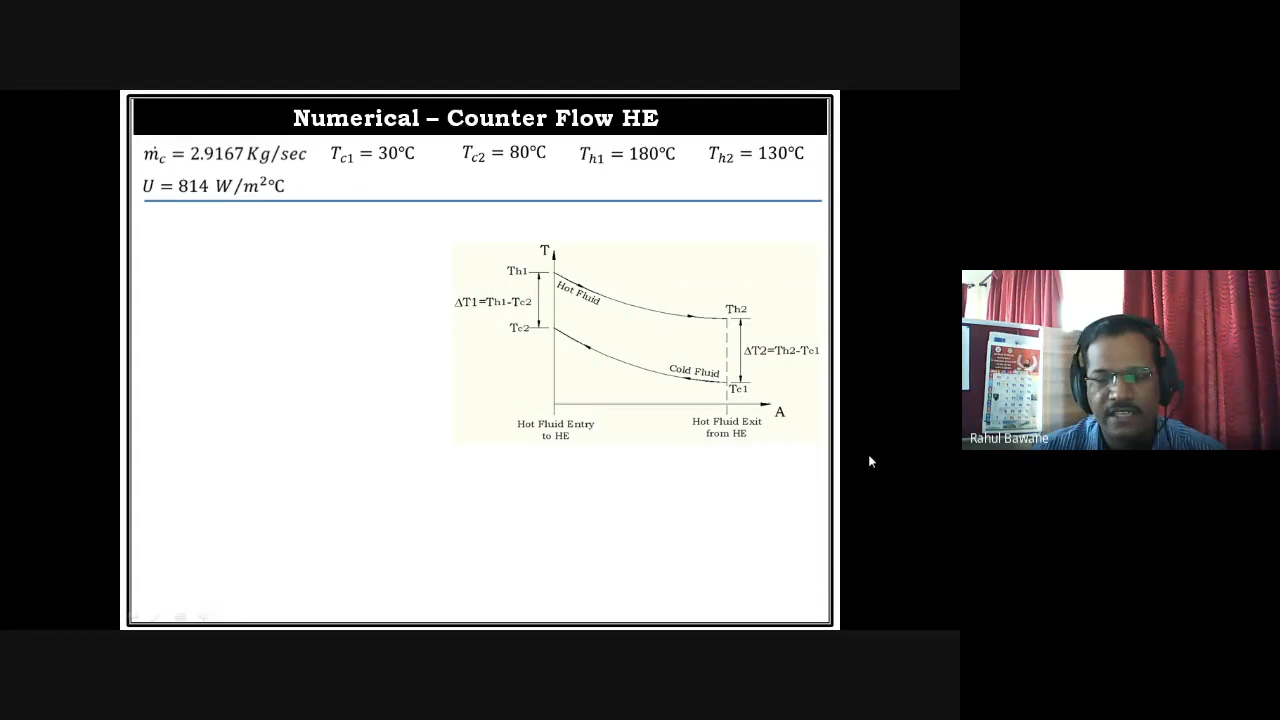 Numerical – Counter Flow HE
ṁc = 2.9167 Kg/sec Tc1 = 30℃ Tc2 = 80℃ Th1 = 180℃ Th2 = 130℃
U = 814 W/m²℃
T
Th1
Hot Fluid
ΔT1=Th1-Tc2
Th2
Tc2
ΔT2=Th2-Tc1
Cold Fluid
Tc1
A
Hot Fluid Entry
to HE
Hot Fluid Exit
from HE
Rahul Bawane